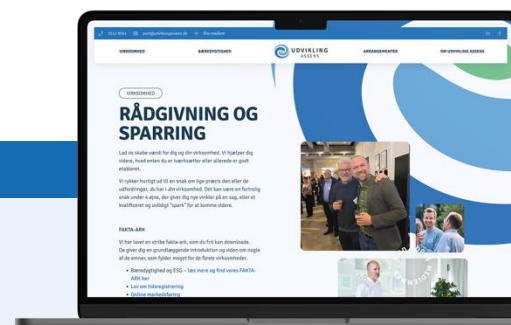 Bliv medlem
VIRKSOMHED
BÆREDYGTIGHED
UDVIKLING
ASSENS
ARRANGEMENTER
OM UDVIKLING ASSENS
VIRKSOMHED
RÅDGIVNING OG
SPARRING
Lad os skabe værdi for dig og din virksomhed. Vi hjælper dig
videre, hvad enten du er iværksætter eller allerede er godt
etableret.
Vi rykker hurtigt ud til en snak om lige præcis den eller de
udfordringer, du har i din virksomhed. Det kan være en fortrolig
snak under 4 øjne, der giver dig nye vinkler på en sag, eller et
kvalificeret og uvildigt "spark" for at komme videre.
FAKTA-ARK
Vi har lavet en stribe fakta-ark, som du frit kan downloade.
De giver dig en grundlæggende introduktion og viden om nogle
af de emner, som fylder meget for de fleste virksomheder.
• Bæredygtighed og ESG – læs mere og find vores FAKTA-
ARK her
• Lov om tidsregistrering
• Online markedsføring